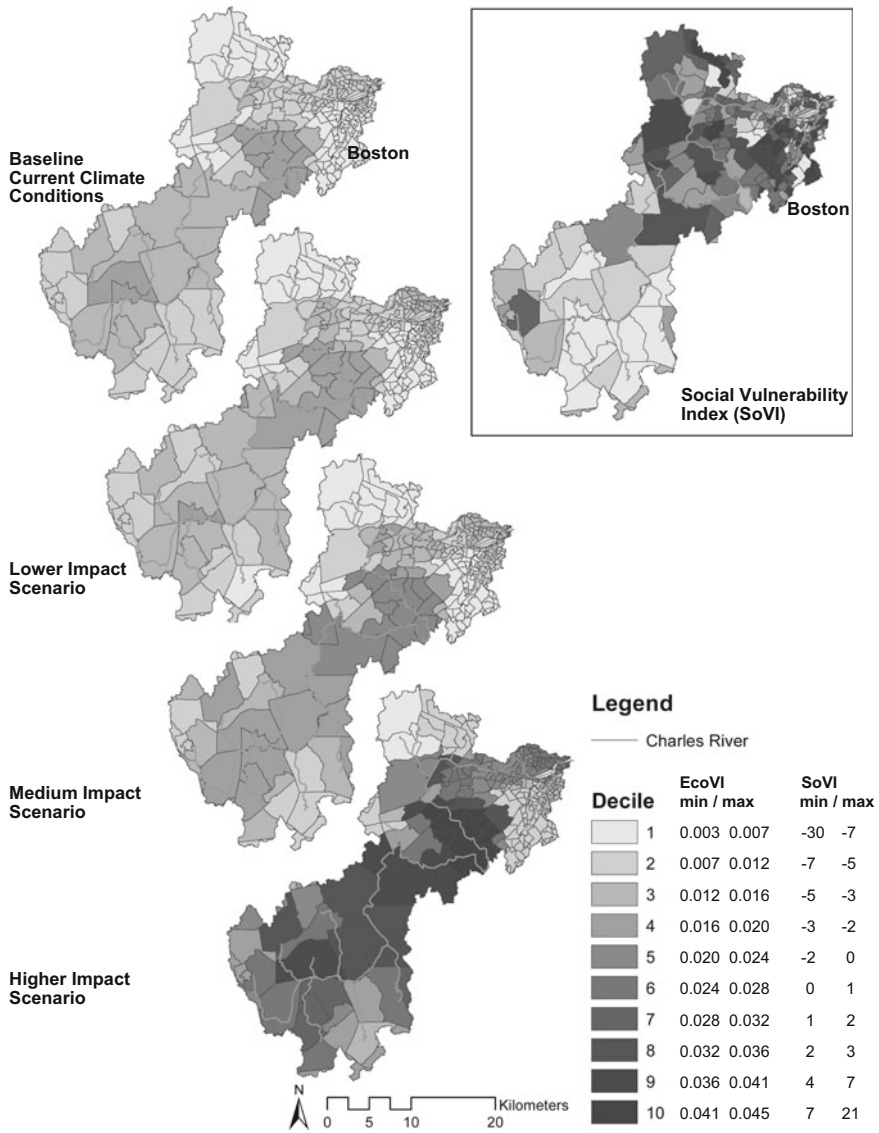 Baseline
Current Climate
Conditions
Boston
Boston
Social Vulnerability
Index (SoVI)
Lower Impact
Scenario
Medium Impact
Scenario
Higher Impact
Scenario
Legend
Charles River
Decile EcoVI min / max SoVI min / max
1 0.003 0.007 -30 -7
2 0.007 0.012 -7 -5
3 0.012 0.016 -5 -3
4 0.016 0.020 -3 -2
5 0.020 0.024 -2 0
6 0.024 0.028 0 1
7 0.028 0.032 1 2
8 0.032 0.036 2 3
9 0.036 0.041 4 7
10 0.041 0.045 7 21
N
Kilometers
0 5 10 20